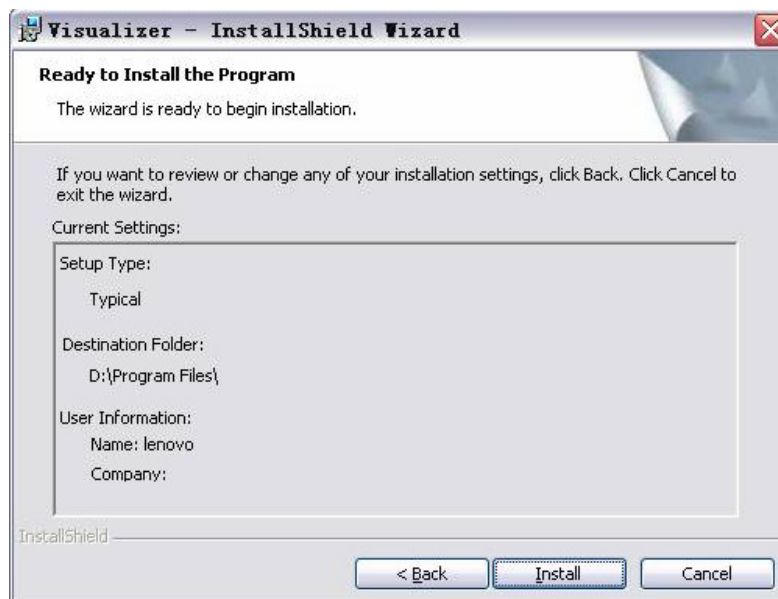 Visualizer - InstallShield Wizard
Ready to Install the Program
The wizard is ready to begin installation.
If you want to review or change any of your installation settings, click Back. Click Cancel to
exit the wizard.
Current Settings:
Setup Type:
Typical
Destination Folder:
D:\Program Files\
User Information:
Name: lenovo
Company:
InstallShield
< Back
Install
Cancel